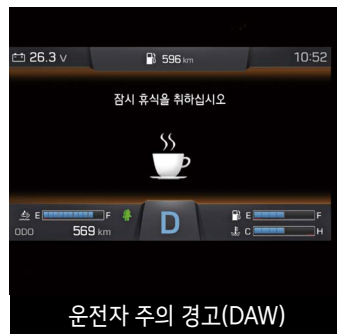 26.3 V 596 km 10:52
잠시 휴식을 취하십시오
E F E F
ODO 569 km D C H
운전자 주의 경고(DAW)